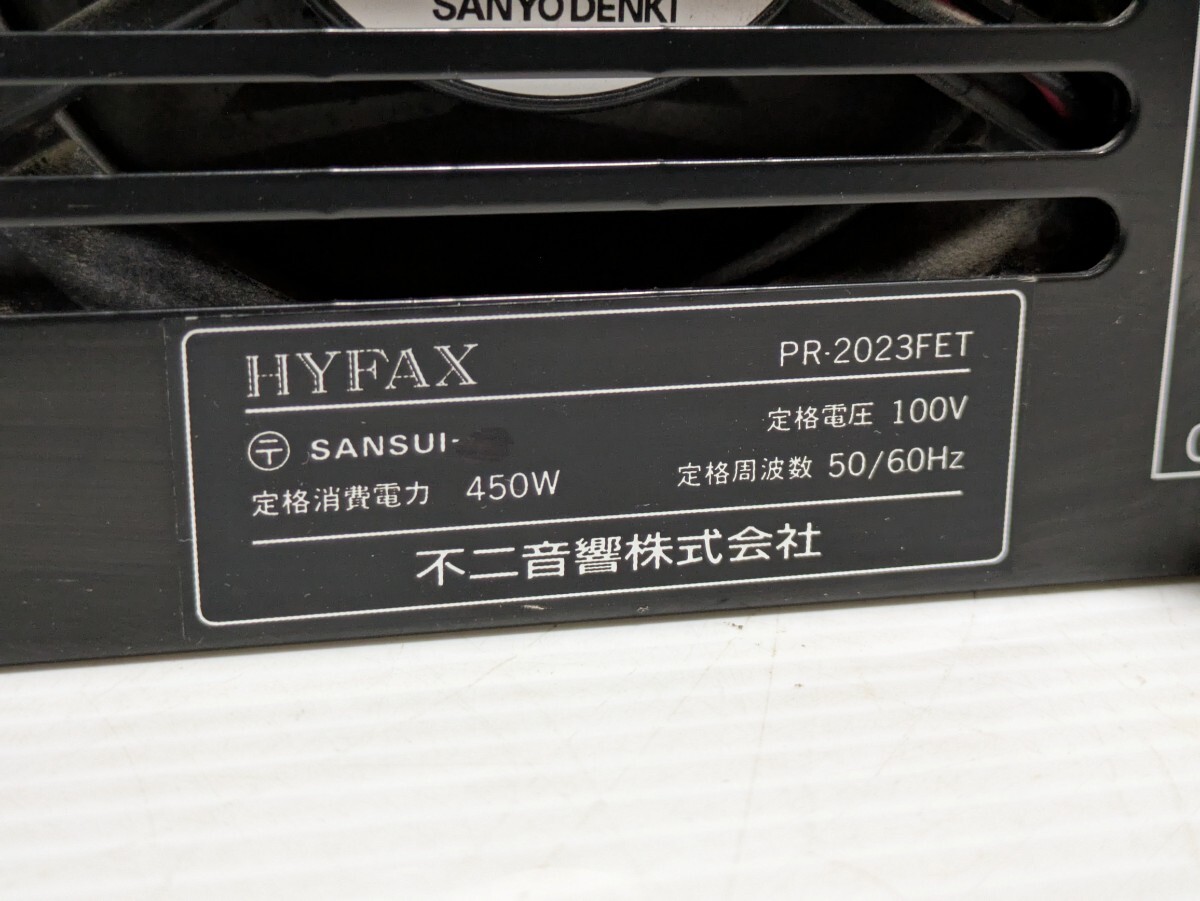 SANYO DENKI
HYFAX PR-2023FET
〒 SANSUI- 定格電圧 100V
定格消費電力 450W 定格周波数 50/60Hz
不二音響株式会社